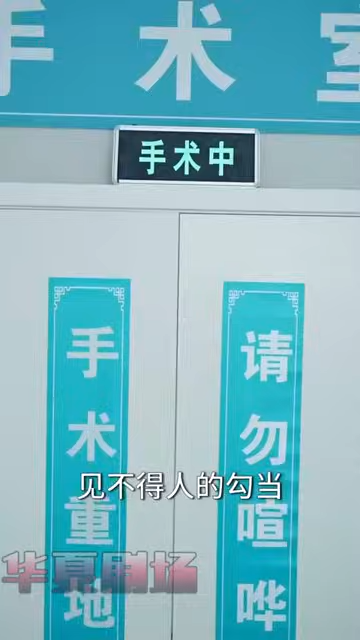 手术室
手术中
手术重地
请勿喧哗
见不得人的勾当
华夏剧场